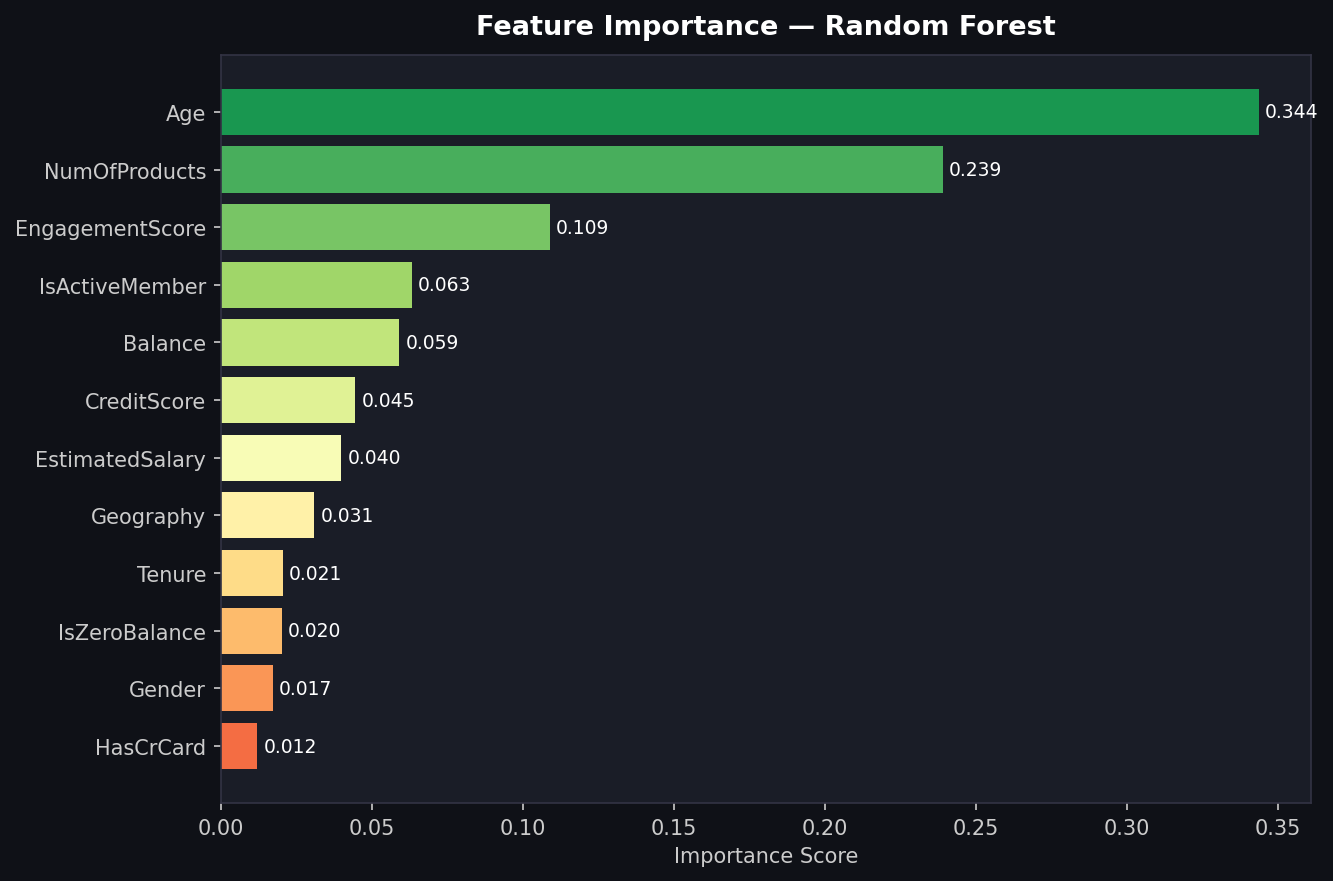 Feature Importance — Random Forest
Age 0.344
NumOfProducts 0.239
EngagementScore 0.109
IsActiveMember 0.063
Balance 0.059
CreditScore 0.045
EstimatedSalary 0.040
Geography 0.031
Tenure 0.021
IsZeroBalance 0.020
Gender 0.017
HasCrCard 0.012
0.00 0.05 0.10 0.15 0.20 0.25 0.30 0.35
Importance Score